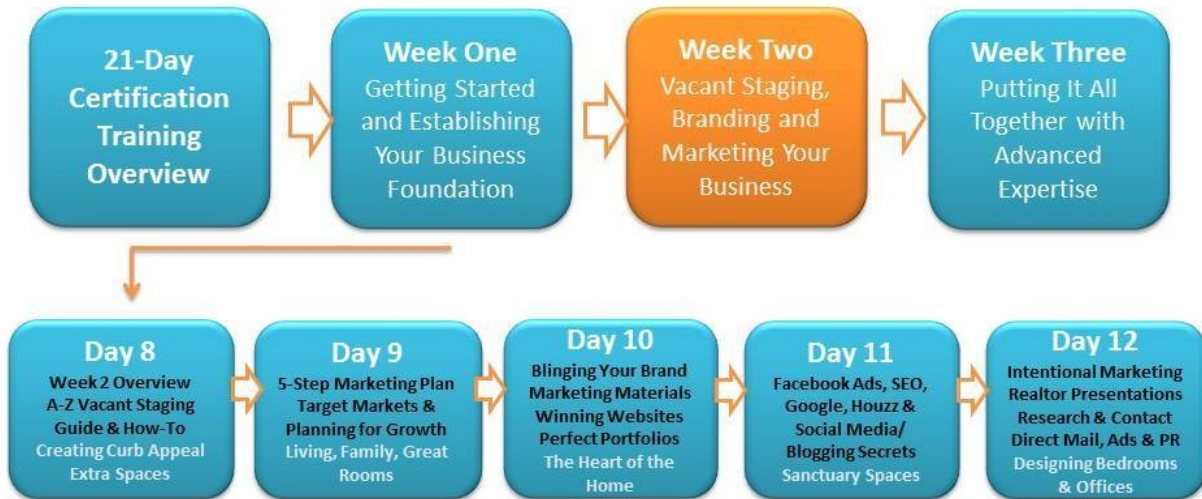 21-Day
Certification
Training
Overview
Week One
Getting Started
and Establishing
Your Business
Foundation
Week Two
Vacant Staging,
Branding and
Marketing Your
Business
Week Three
Putting It All
Together with
Advanced
Expertise
Day 8
Week 2 Overview
A-Z Vacant Staging
Guide & How-To
Creating Curb Appeal
Extra Spaces
Day 9
5-Step Marketing Plan
Target Markets &
Planning for Growth
Living, Family, Great
Rooms
Day 10
Blinging Your Brand
Marketing Materials
Winning Websites
Perfect Portfolios
The Heart of the
Home
Day 11
Facebook Ads, SEO,
Google, Houzz &
Social Media/
Blogging Secrets
Sanctuary Spaces
Day 12
Intentional Marketing
Realtor Presentations
Research & Contact
Direct Mail, Ads & PR
Designing Bedrooms
& Offices